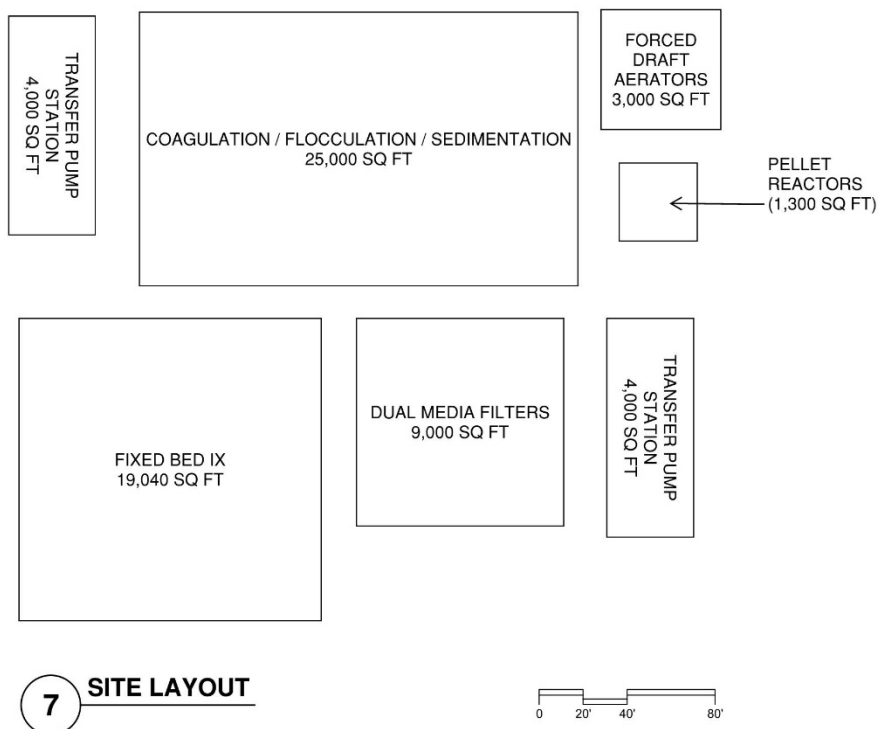 TRANSFER PUMP
STATION
4,000 SQ FT
COAGULATION / FLOCCULATION / SEDIMENTATION
25,000 SQ FT
FORCED
DRAFT
AERATORS
3,000 SQ FT
PELLET
REACTORS
(1,300 SQ FT)
FIXED BED IX
19,040 SQ FT
DUAL MEDIA FILTERS
9,000 SQ FT
TRANSFER PUMP
STATION
4,000 SQ FT
7 SITE LAYOUT
0 20' 40' 80'